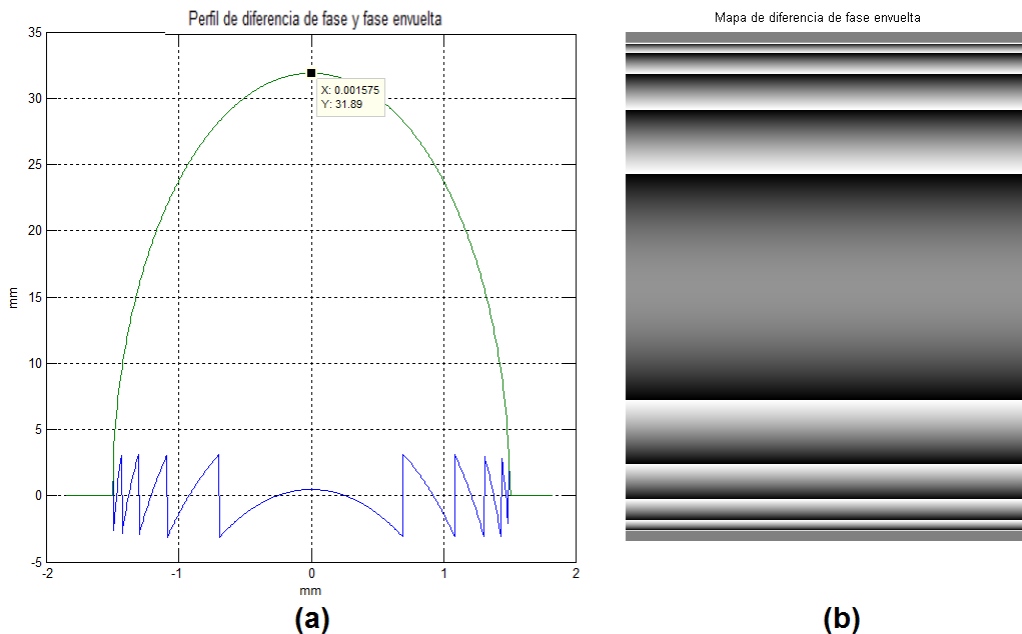 Perfil de diferencia de fase y fase envuelta
Mapa de diferencia de fase envuelta
35
30
25
20
15
10
5
0
-5
mm
X: 0.001575
Y: 31.89
-2
-1
0
1
2
mm
(a)
(b)